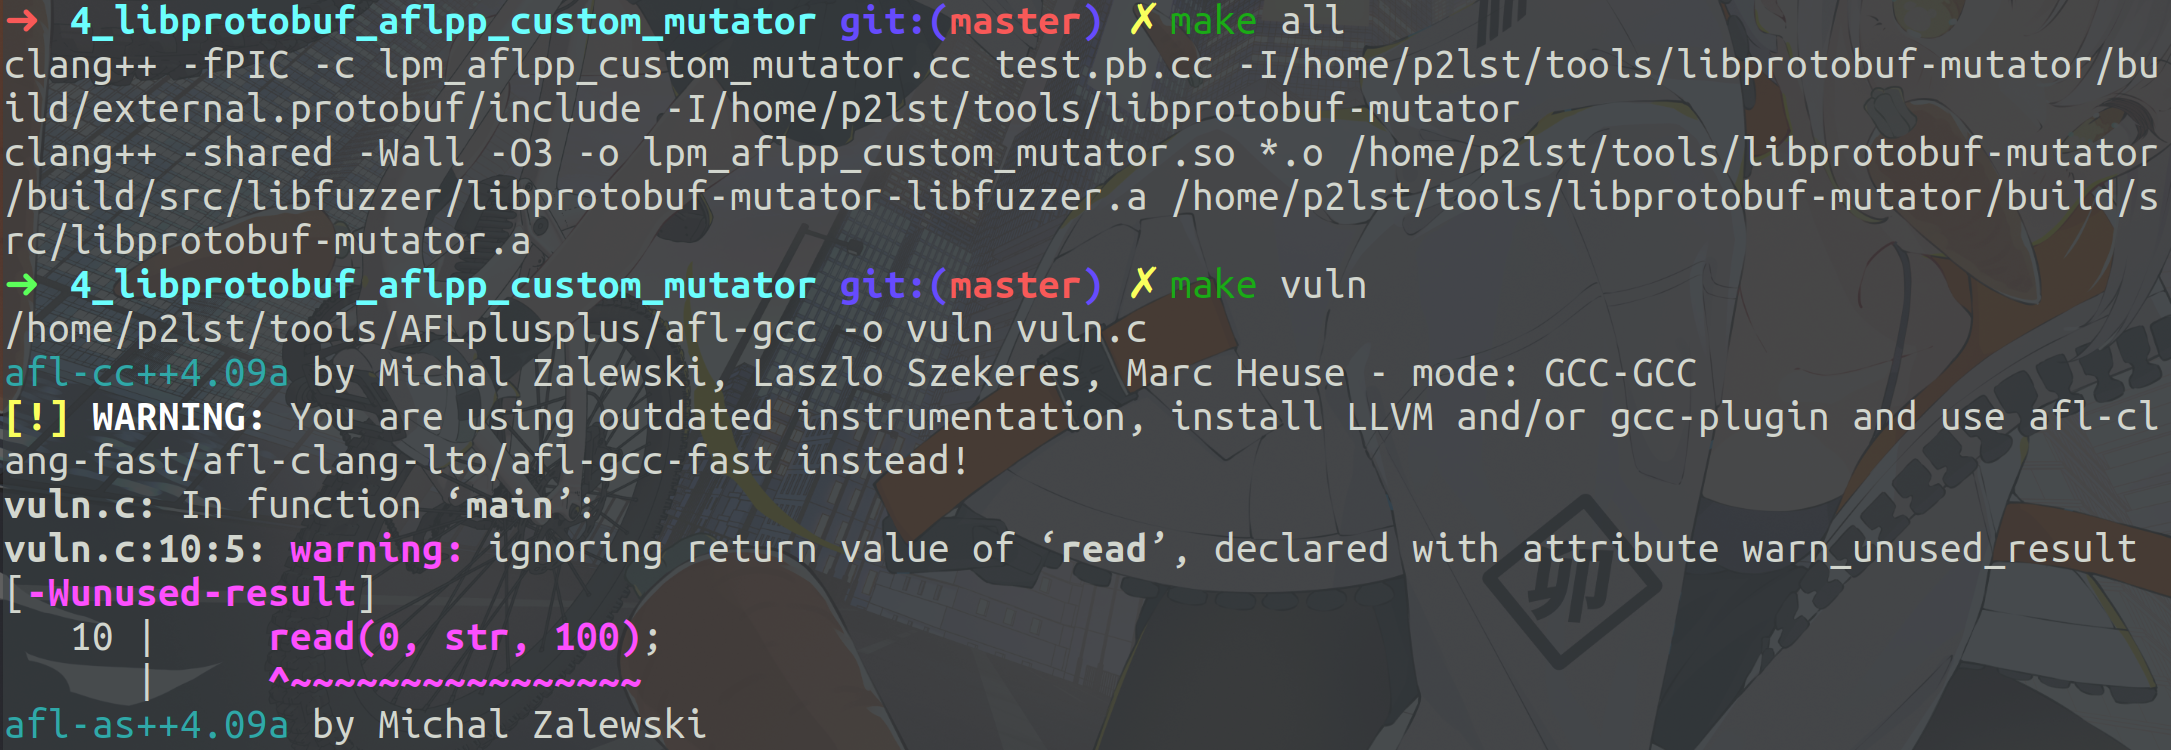 ➜  4_libprotobuf_aflpp_custom_mutator git:(master) ✗ make all
clang++ -fPIC -c lpm_aflpp_custom_mutator.cc test.pb.cc -I/home/p2lst/tools/libprotobuf-mutator/bu
ild/external.protobuf/include -I/home/p2lst/tools/libprotobuf-mutator
clang++ -shared -Wall -O3 -o lpm_aflpp_custom_mutator.so *.o /home/p2lst/tools/libprotobuf-mutator
/build/src/libfuzzer/libprotobuf-mutator-libfuzzer.a /home/p2lst/tools/libprotobuf-mutator/build/s
rc/libprotobuf-mutator.a
➜  4_libprotobuf_aflpp_custom_mutator git:(master) ✗ make vuln
/home/p2lst/tools/AFLplusplus/afl-gcc -o vuln vuln.c
afl-cc++4.09a by Michal Zalewski, Laszlo Szekeres, Marc Heuse - mode: GCC-GCC
[!] WARNING: You are using outdated instrumentation, install LLVM and/or gcc-plugin and use afl-cl
ang-fast/afl-clang-lto/afl-gcc-fast instead!
vuln.c: In function ‘main’:
vuln.c:10:5: warning: ignoring return value of ‘read’, declared with attribute warn_unused_result
[-Wunused-result]
   10 |     read(0, str, 100);
      |     ^~~~~~~~~~~~~~~~~
afl-as++4.09a by Michal Zalewski
卯